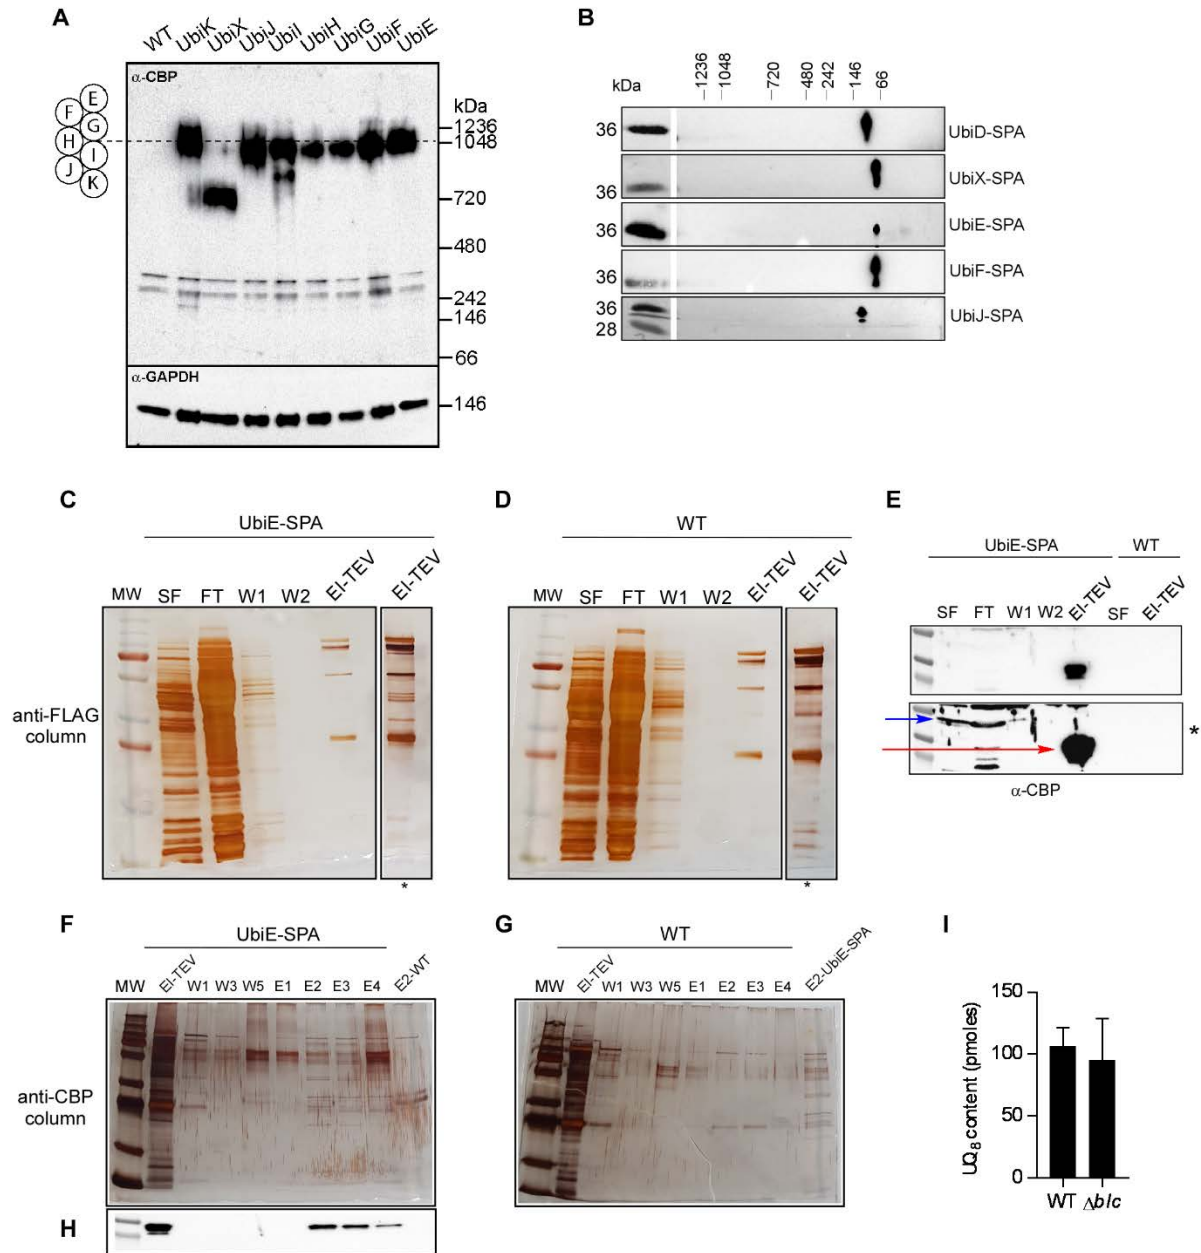 A
WT UbiK UbiX UbiJ UbiI UbiH UbiG UbiF UbiE
α-CBP
kDa
F E
H G
J I
K
1236
1048
720
480
242
146
66
α-GAPDH
146
B
kDa 1236 1048 720 480 242 146 66
36 UbiD-SPA
36 UbiX-SPA
36 UbiE-SPA
36 UbiF-SPA
36 UbiJ-SPA
28
C
UbiE-SPA
MW SF FT W1 W2 El-TEV El-TEV
anti-FLAG
column
*
D
WT
MW SF FT W1 W2 El-TEV El-TEV
*
E
UbiE-SPA WT
SF FT W1 W2 El-TEV SF El-TEV
*
α-CBP
F
UbiE-SPA
MW El-TEV W1 W3 W5 E1 E2 E3 E4 E2-WT
anti-CBP
column
G
WT
MW El-TEV W1 W3 W5 E1 E2 E3 E4 E2-UbiE-SPA
H
I
UQ8 content (pmoles)
150
100
50
0
WT Δblc